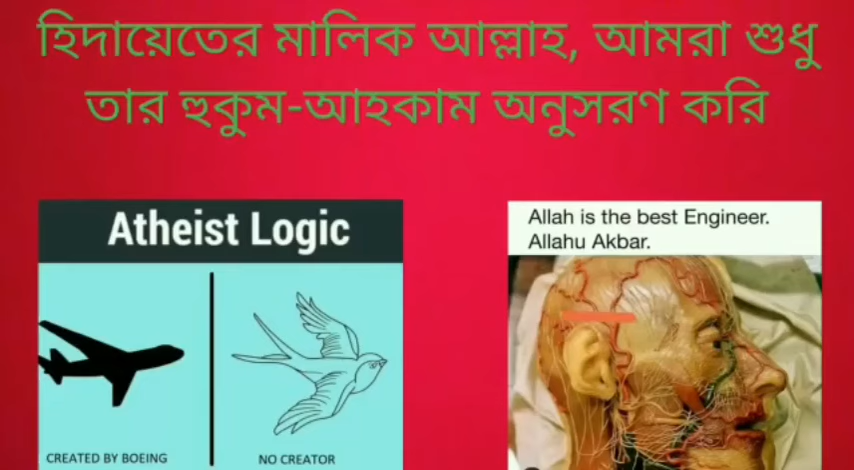 হিদায়েতের মালিক আল্লাহ, আমরা শুধু
তার হুকুম-আহকাম অনুসরণ করি
Atheist Logic
CREATED BY BOEING
NO CREATOR
Allah is the best Engineer.
Allahu Akbar.